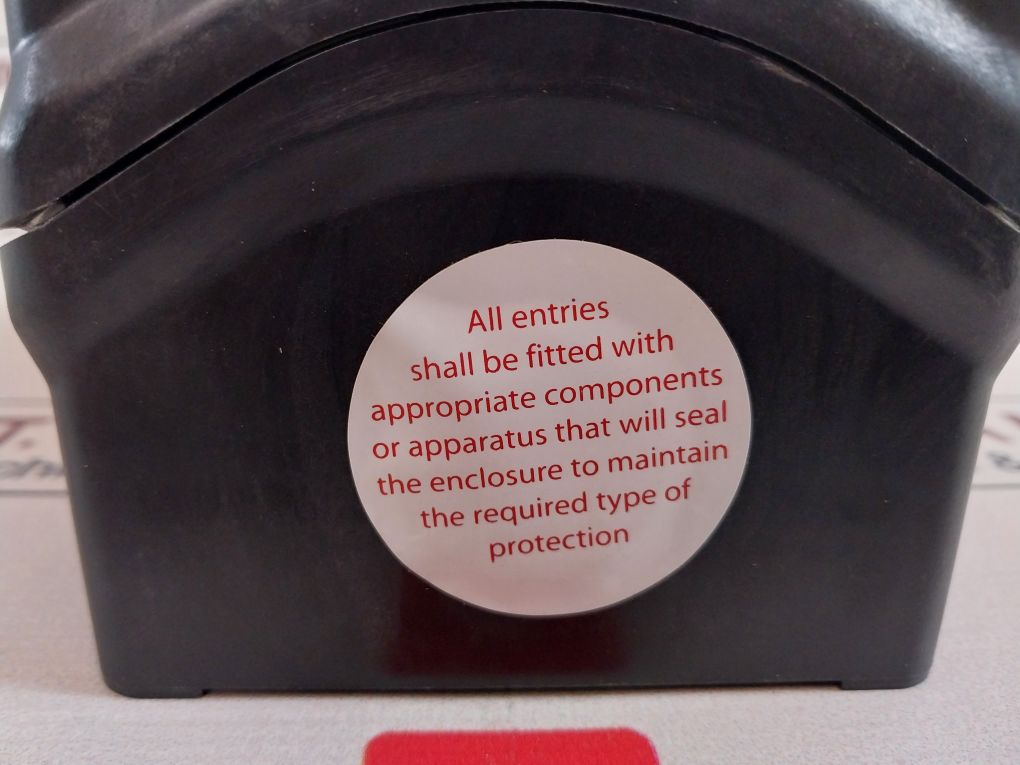 All entries
shall be fitted with
appropriate components
or apparatus that will seal
the enclosure to maintain
the required type of
protection